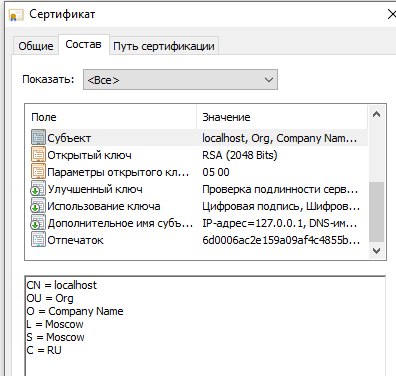 Сертификат
Общие Состав Путь сертификации
Показать: <Все>
Поле Значение
Субъект localhost, Org, Company Nam...
Открытый ключ RSA (2048 Bits)
Параметры открытого кл... 05 00
Улучшенный ключ Проверка подлинности серв...
Использование ключа Цифровая подпись, Шифров...
Дополнительное имя субъ... IP-адрес=127.0.0.1, DNS-им...
Отпечаток 6d0006ac2e159a09af4c4855b...
CN = localhost
OU = Org
O = Company Name
L = Moscow
S = Moscow
C = RU